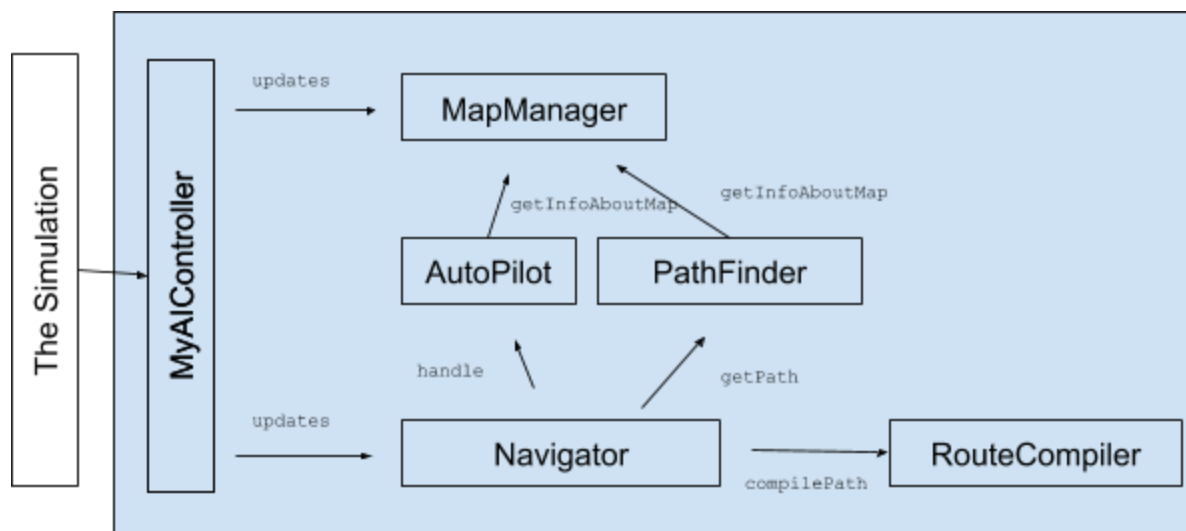 The Simulation
MyAIController
updates
MapManager
getInfoAboutMap
getInfoAboutMap
AutoPilot
PathFinder
handle
getPath
updates
Navigator
RouteCompiler
compilePath